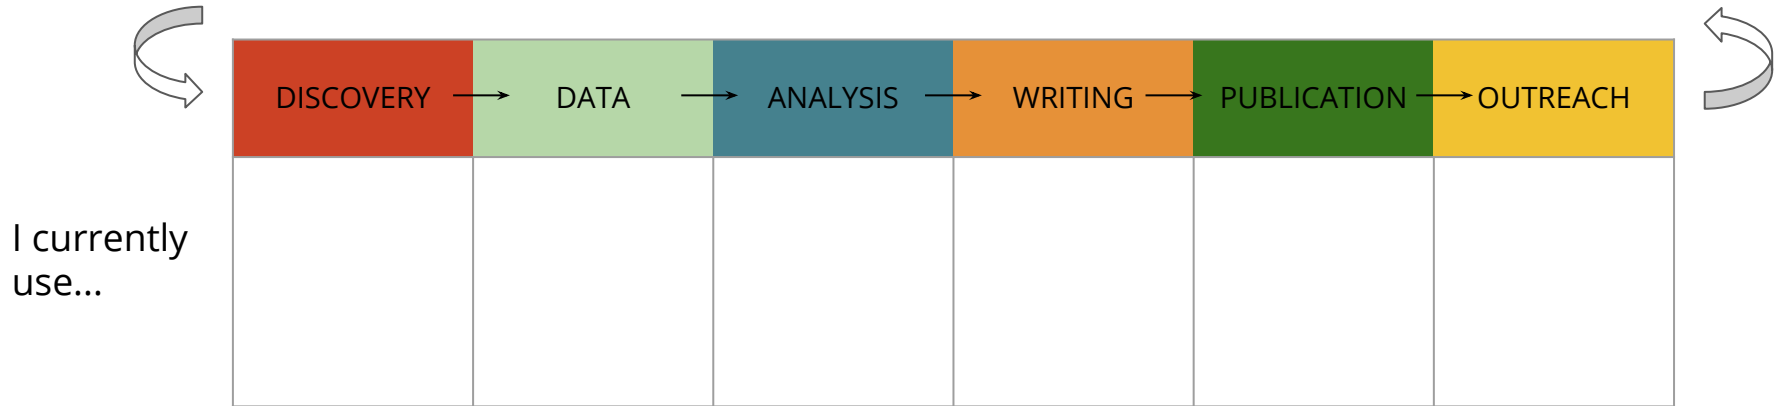 DISCOVERY
DATA
ANALYSIS
WRITING
PUBLICATION
OUTREACH
I currently
use...